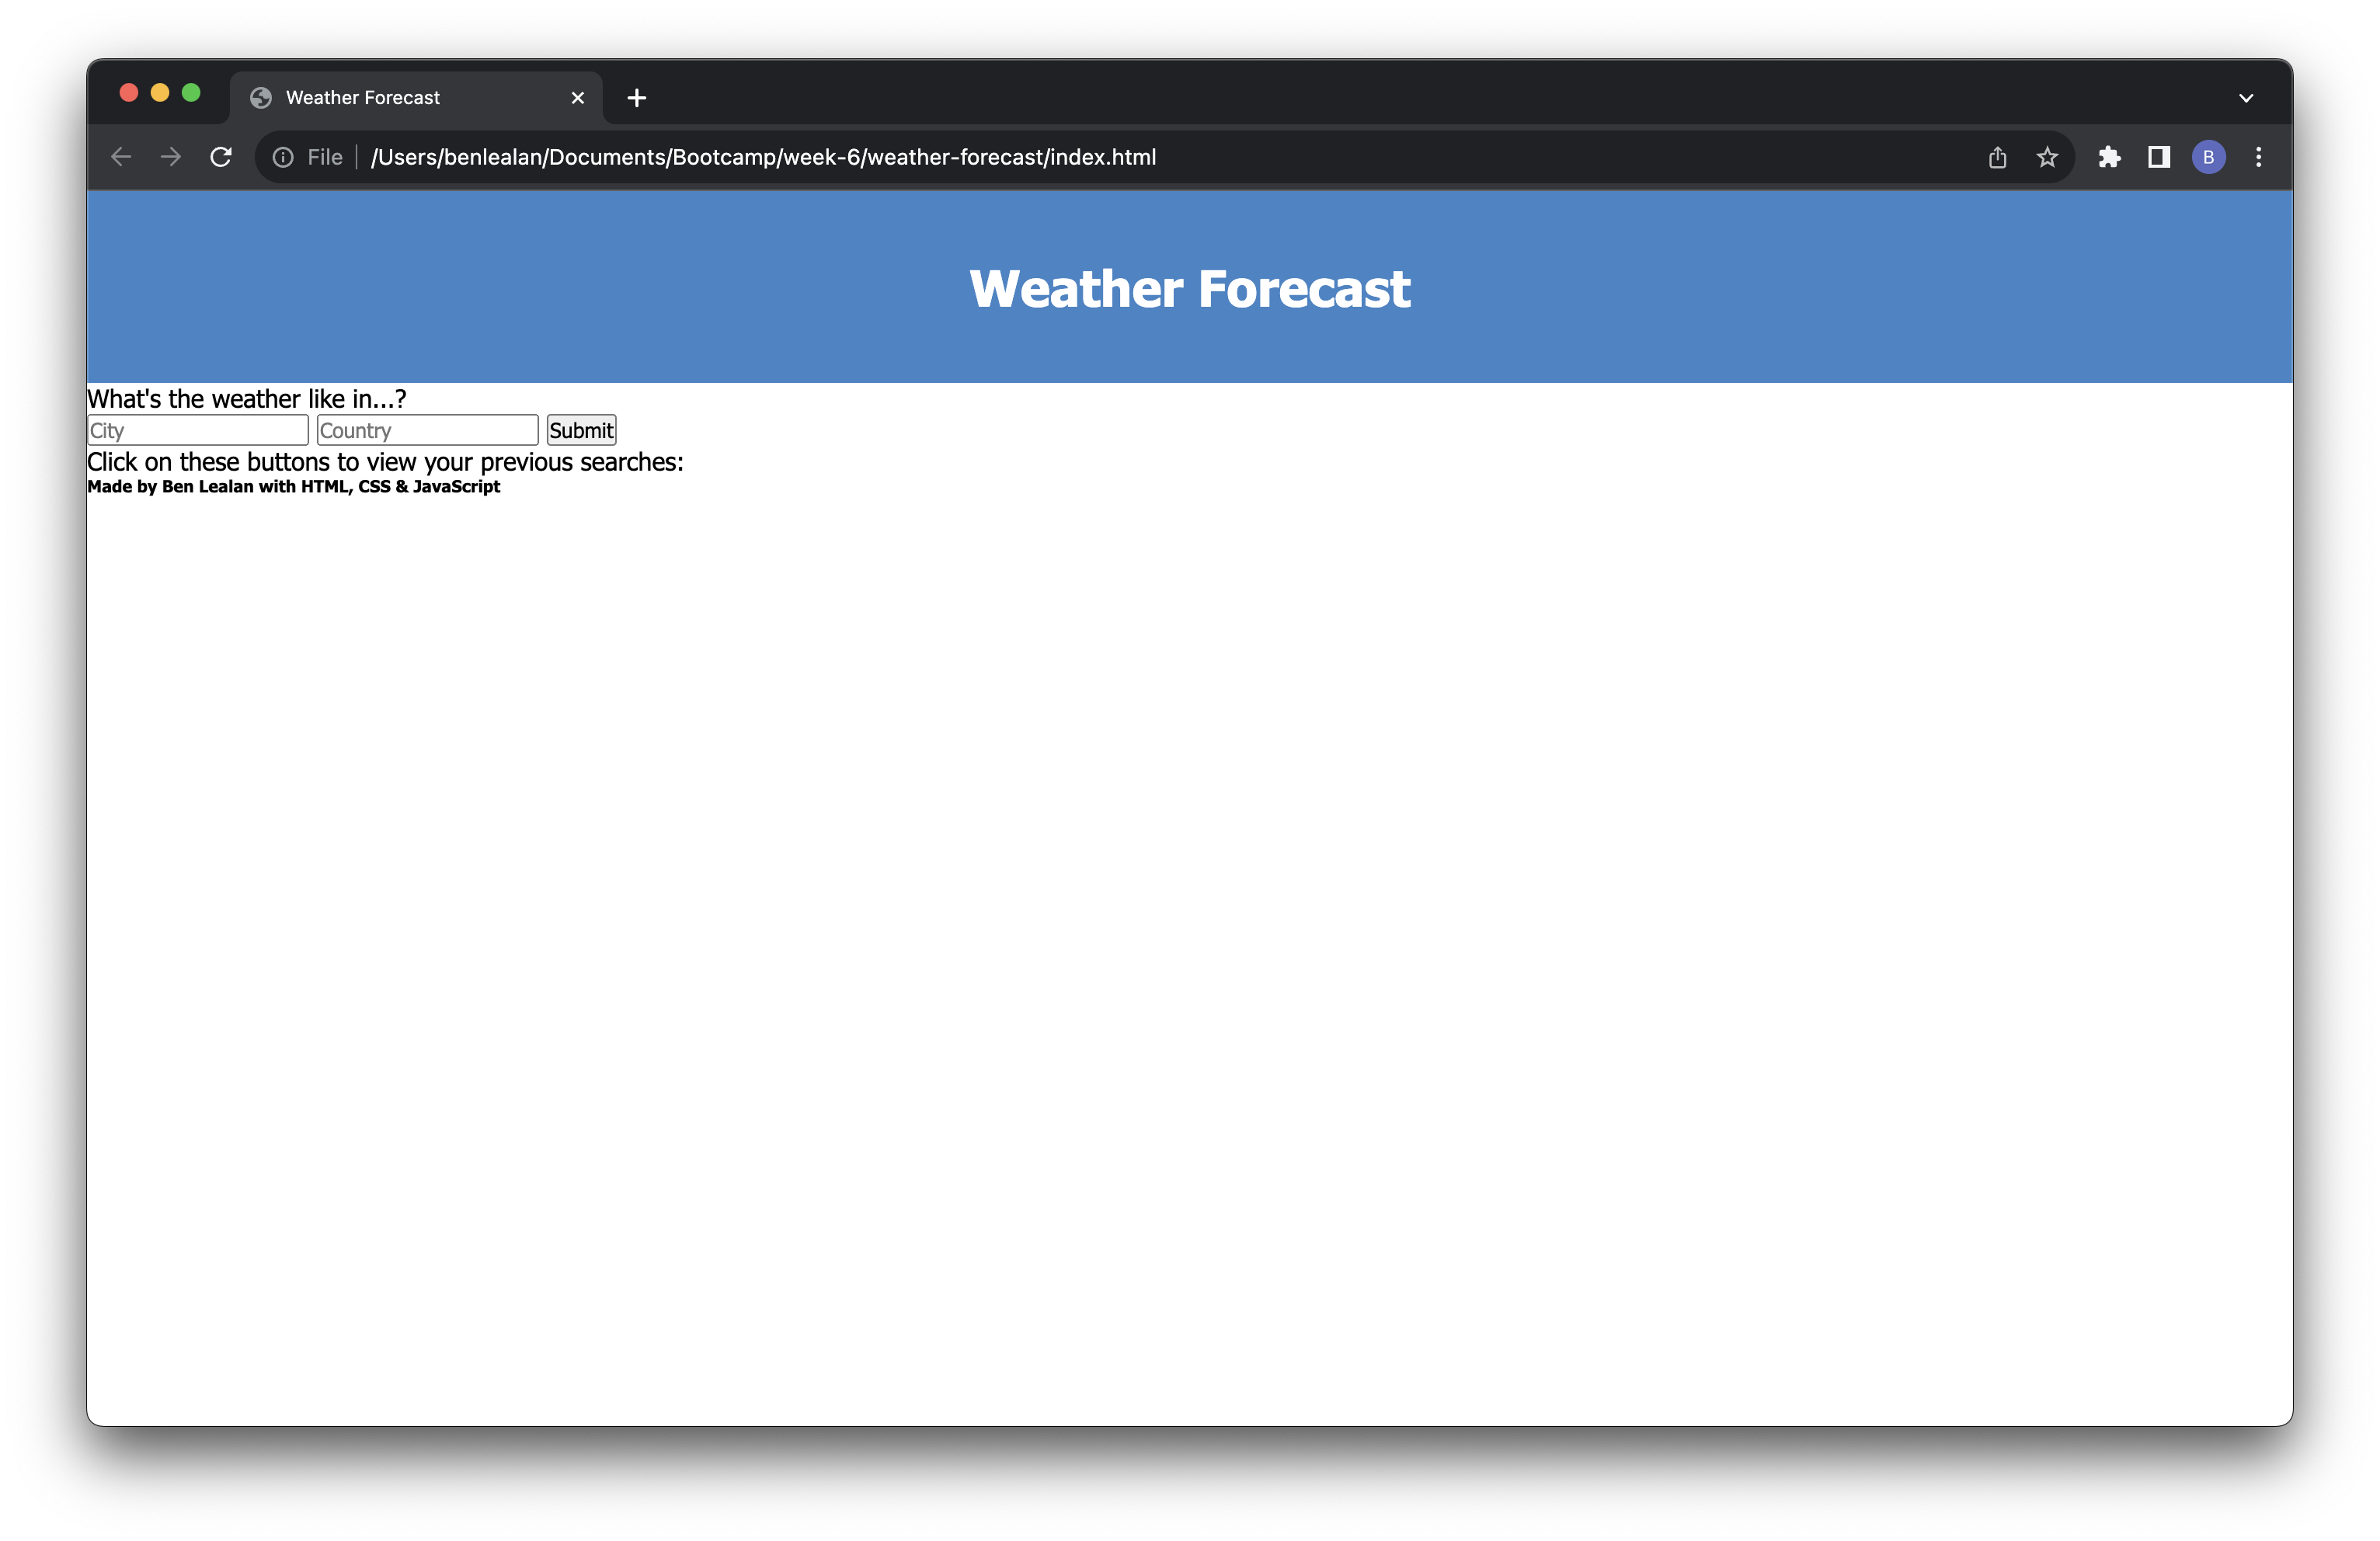 Weather Forecast
File /Users/benlealan/Documents/Bootcamp/week-6/weather-forecast/index.html B
Weather Forecast
What's the weather like in...?
City Country Submit
Click on these buttons to view your previous searches:
Made by Ben Lealan with HTML, CSS & JavaScript